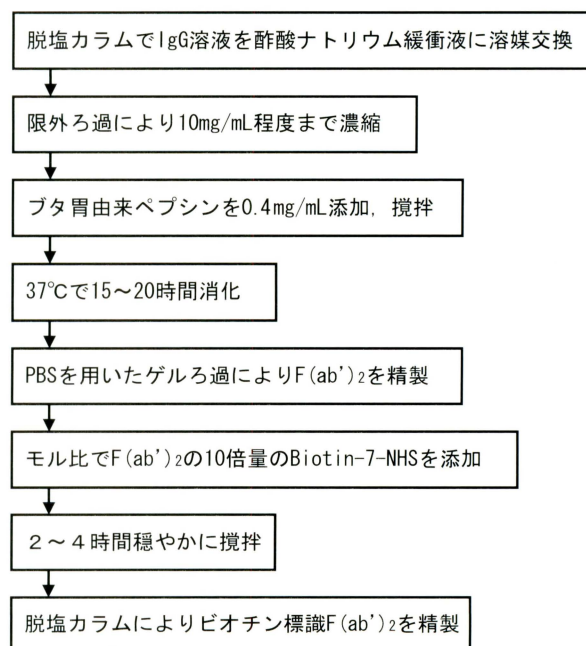 脱塩カラムでIgG溶液を酢酸ナトリウム緩衝液に溶媒交換
限外ろ過により10mg/mL程度まで濃縮
ブタ胃由来ペプシンを0.4mg/mL添加，撹拌
37℃で15～20時間消化
PBSを用いたゲルろ過によりF(ab')₂を精製
モル比でF(ab')₂の10倍量のBiotin-7-NHSを添加
２～４時間穏やかに撹拌
脱塩カラムによりビオチン標識F(ab')₂を精製